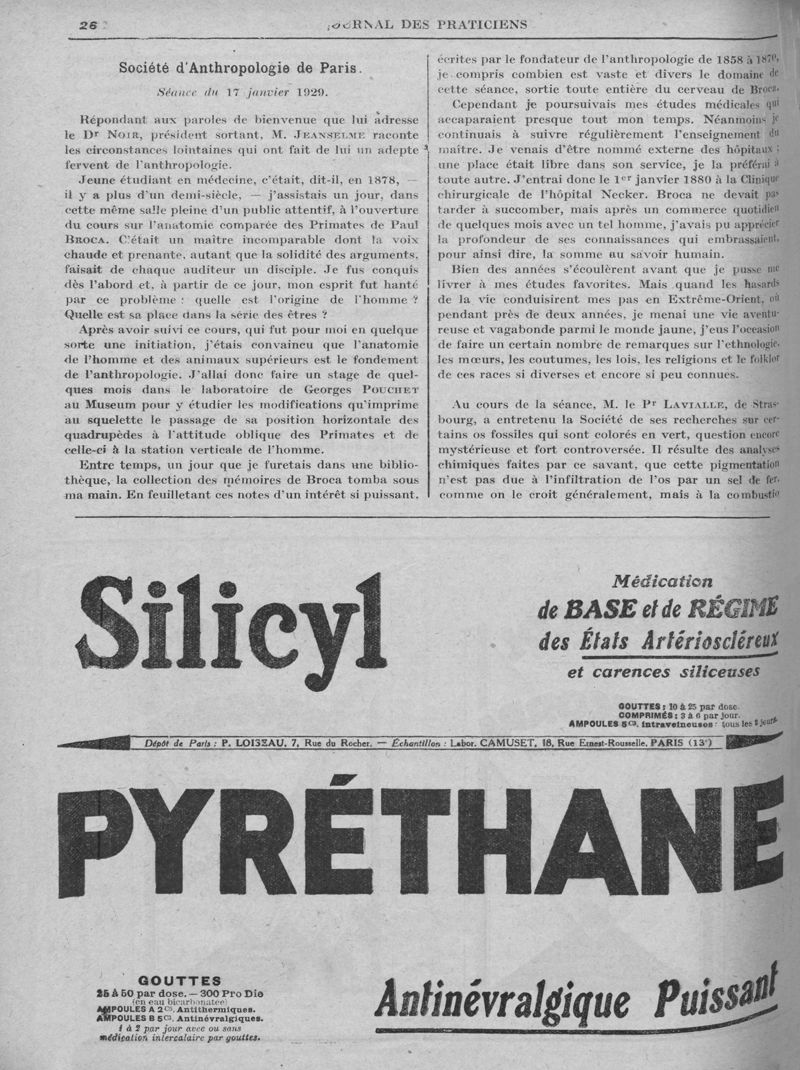 26
JOURNAL DES PRATICIENS
Société d'Anthropologie de Paris.
Séance du 17 janvier 1929.
Répondant aux paroles de bienvenue que lui adresse
le Dr Noir, président sortant, M. Jeanselme raconte
les circonstances lointaines qui ont fait de lui un adepte
fervent de l'anthropologie.
Jeune étudiant en médecine, c'était, dit-il, en 1878, —
il y a plus d'un demi-siècle, — j'assistais un jour, dans
cette même salle pleine d'un public attentif, à l'ouverture
du cours sur l'anatomie comparée des Primates de Paul
Broca. C'était un maître incomparable dont la voix
chaude et prenante, autant que la solidité des arguments,
faisait de chaque auditeur un disciple. Je fus conquis
dès l'abord et, à partir de ce jour, mon esprit fut hanté
par ce problème : quelle est l'origine de l'homme ?
Quelle est sa place dans la série des êtres ?
Après avoir suivi ce cours, qui fut pour moi en quelque
sorte une initiation, j'étais convaincu que l'anatomie
de l'homme et des animaux supérieurs est le fondement
de l'anthropologie. J'allai donc faire un stage de quel-
ques mois dans le laboratoire de Georges Pouchet
au Museum pour y étudier les modifications qu'imprime
au squelette le passage de sa position horizontale des
quadrupèdes à l'attitude oblique des Primates et de
celle-ci à la station verticale de l'homme.
Entre temps, un jour que je furetais dans une biblio-
thèque, la collection des mémoires de Broca tomba sous
ma main. En feuilletant ces notes d'un intérêt si puissant,
écrites par le fondateur de l'anthropologie de 1858 à 1870,
je compris combien est vaste et divers le domaine de
cette séance, sortie toute entière du cerveau de Broca.
Cependant je poursuivais mes études médicales qui
accaparaient presque tout mon temps. Néanmoins je
continuais à suivre régulièrement l'enseignement du
maître. Je venais d'être nommé externe des hôpitaux ;
une place était libre dans son service, je la préférai à
toute autre. J'entrai donc le 1er janvier 1880 à la Clinique
chirurgicale de l'hôpital Necker. Broca ne devait pas
tarder à succomber, mais après un commerce quotidien
de quelques mois avec un tel homme, j'avais pu apprécier
la profondeur de ses connaissances qui embrassaient,
pour ainsi dire, la somme au savoir humain.
Bien des années s'écoulèrent avant que je pusse me
livrer à mes études favorites. Mais quand les hasards
de la vie conduisirent mes pas en Extrême-Orient, où
pendant près de deux années, je menai une vie aventu-
reuse et vagabonde parmi le monde jaune, j'eus l'occasion
de faire un certain nombre de remarques sur l'ethnologie,
les mœurs, les coutumes, les lois, les religions et le folklor
de ces races si diverses et encore si peu connues.
Au cours de la séance, M. le Pr Lavialle, de Stras-
bourg, a entretenu la Société de ses recherches sur cer-
tains os fossiles qui sont colorés en vert, question encore
mystérieuse et fort controversée. Il résulte des analyses
chimiques faites par ce savant, que cette pigmentation
n'est pas due à l'infiltration de l'os par un sel de fer,
comme on le croit généralement, mais à la combustio
Silicyl
Médication
de BASE et de RÉGIME
des États Artérioscléreux
et carences siliceuses
GOUTTES : 10 à 25 par dose.
COMPRIMÉS : 3 à 6 par jour.
AMPOULES 5cs. intraveineuses : tous les 2 jours
Dépôt de Paris : P. LOISEAU, 7, Rue du Rocher. — Échantillon : Labor. CAMUSET, 18, Rue Ernest-Rousselle, PARIS (13e)
PYRÉTHANE
GOUTTES
25 à 50 par dose. — 300 Pro Die
(en eau bicarbonatée)
AMPOULES A 2cs. Antithermiques.
AMPOULES B 5cs. Antinévralgiques.
1 à 2 par jour avec ou sans
médication intercalaire par gouttes.
Antinévralgique Puissant